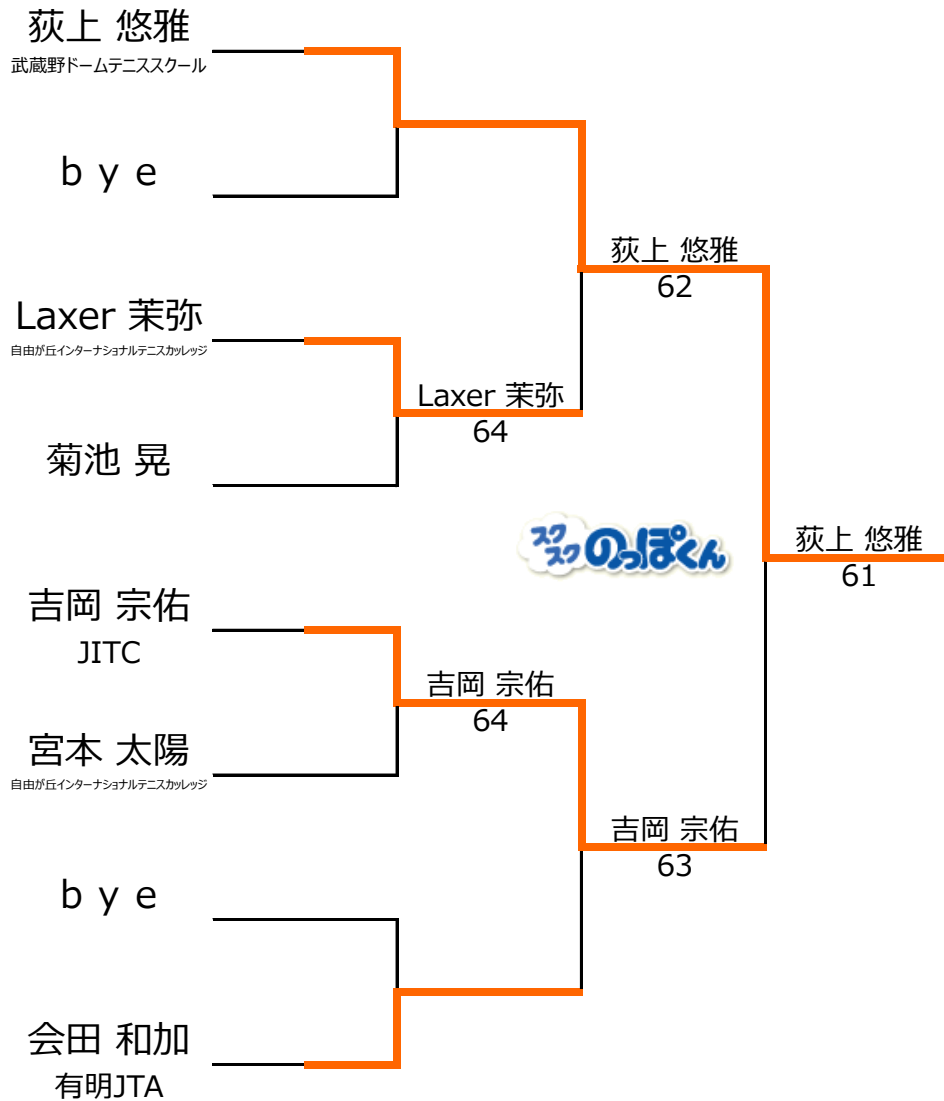 荻上 悠雅
武蔵野ドームテニススクール
b y e
荻上 悠雅
62
Laxer 茉弥
自由が丘インターナショナルテニスカッレッジ
Laxer 茉弥
64
菊池 晃
スクスクのっぽくん
荻上 悠雅
61
吉岡 宗佑
JITC
吉岡 宗佑
64
宮本 太陽
自由が丘インターナショナルテニスカッレッジ
吉岡 宗佑
63
b y e
会田 和加
有明JTA